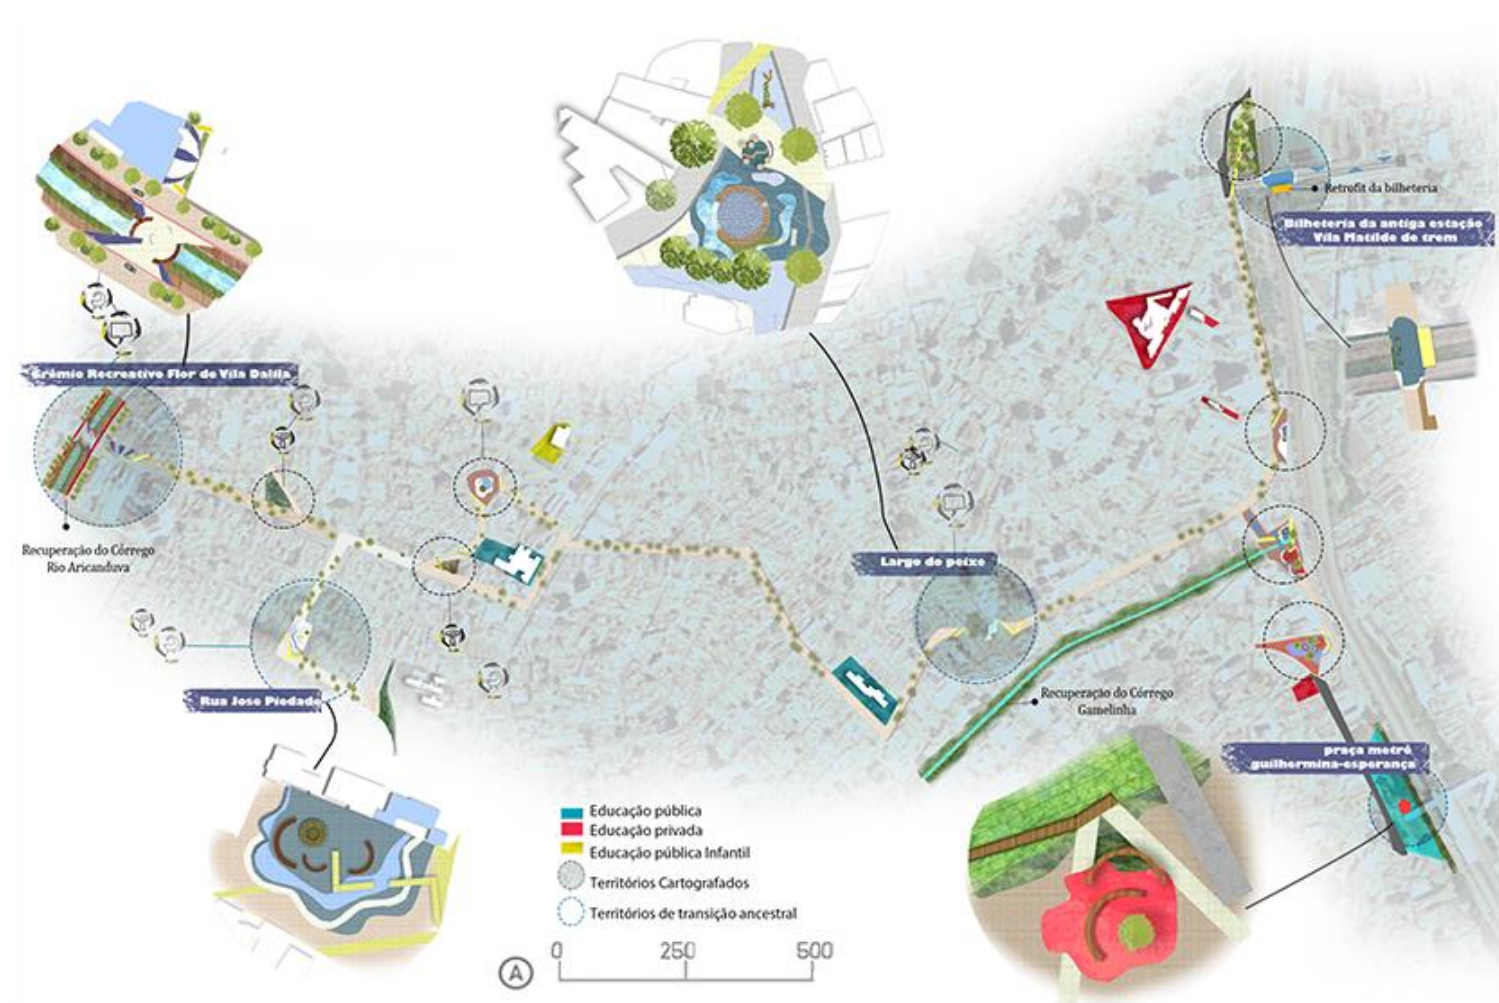 Retrofit da bilheteria
Bilheteria da antiga estação
Vila Matilde de trem
Grêmio Recreativo Flor de Vila Dalila
Recuperação do Córrego
Rio Aricanduva
Largo do peixe
Rua Jose Piedade
Recuperação do Córrego
Gamelinha
praça metrô
guilhermina-esperança
Educação pública
Educação privada
Educação pública Infantil
Territórios Cartografados
Territórios de transição ancestral
A
0 250 500